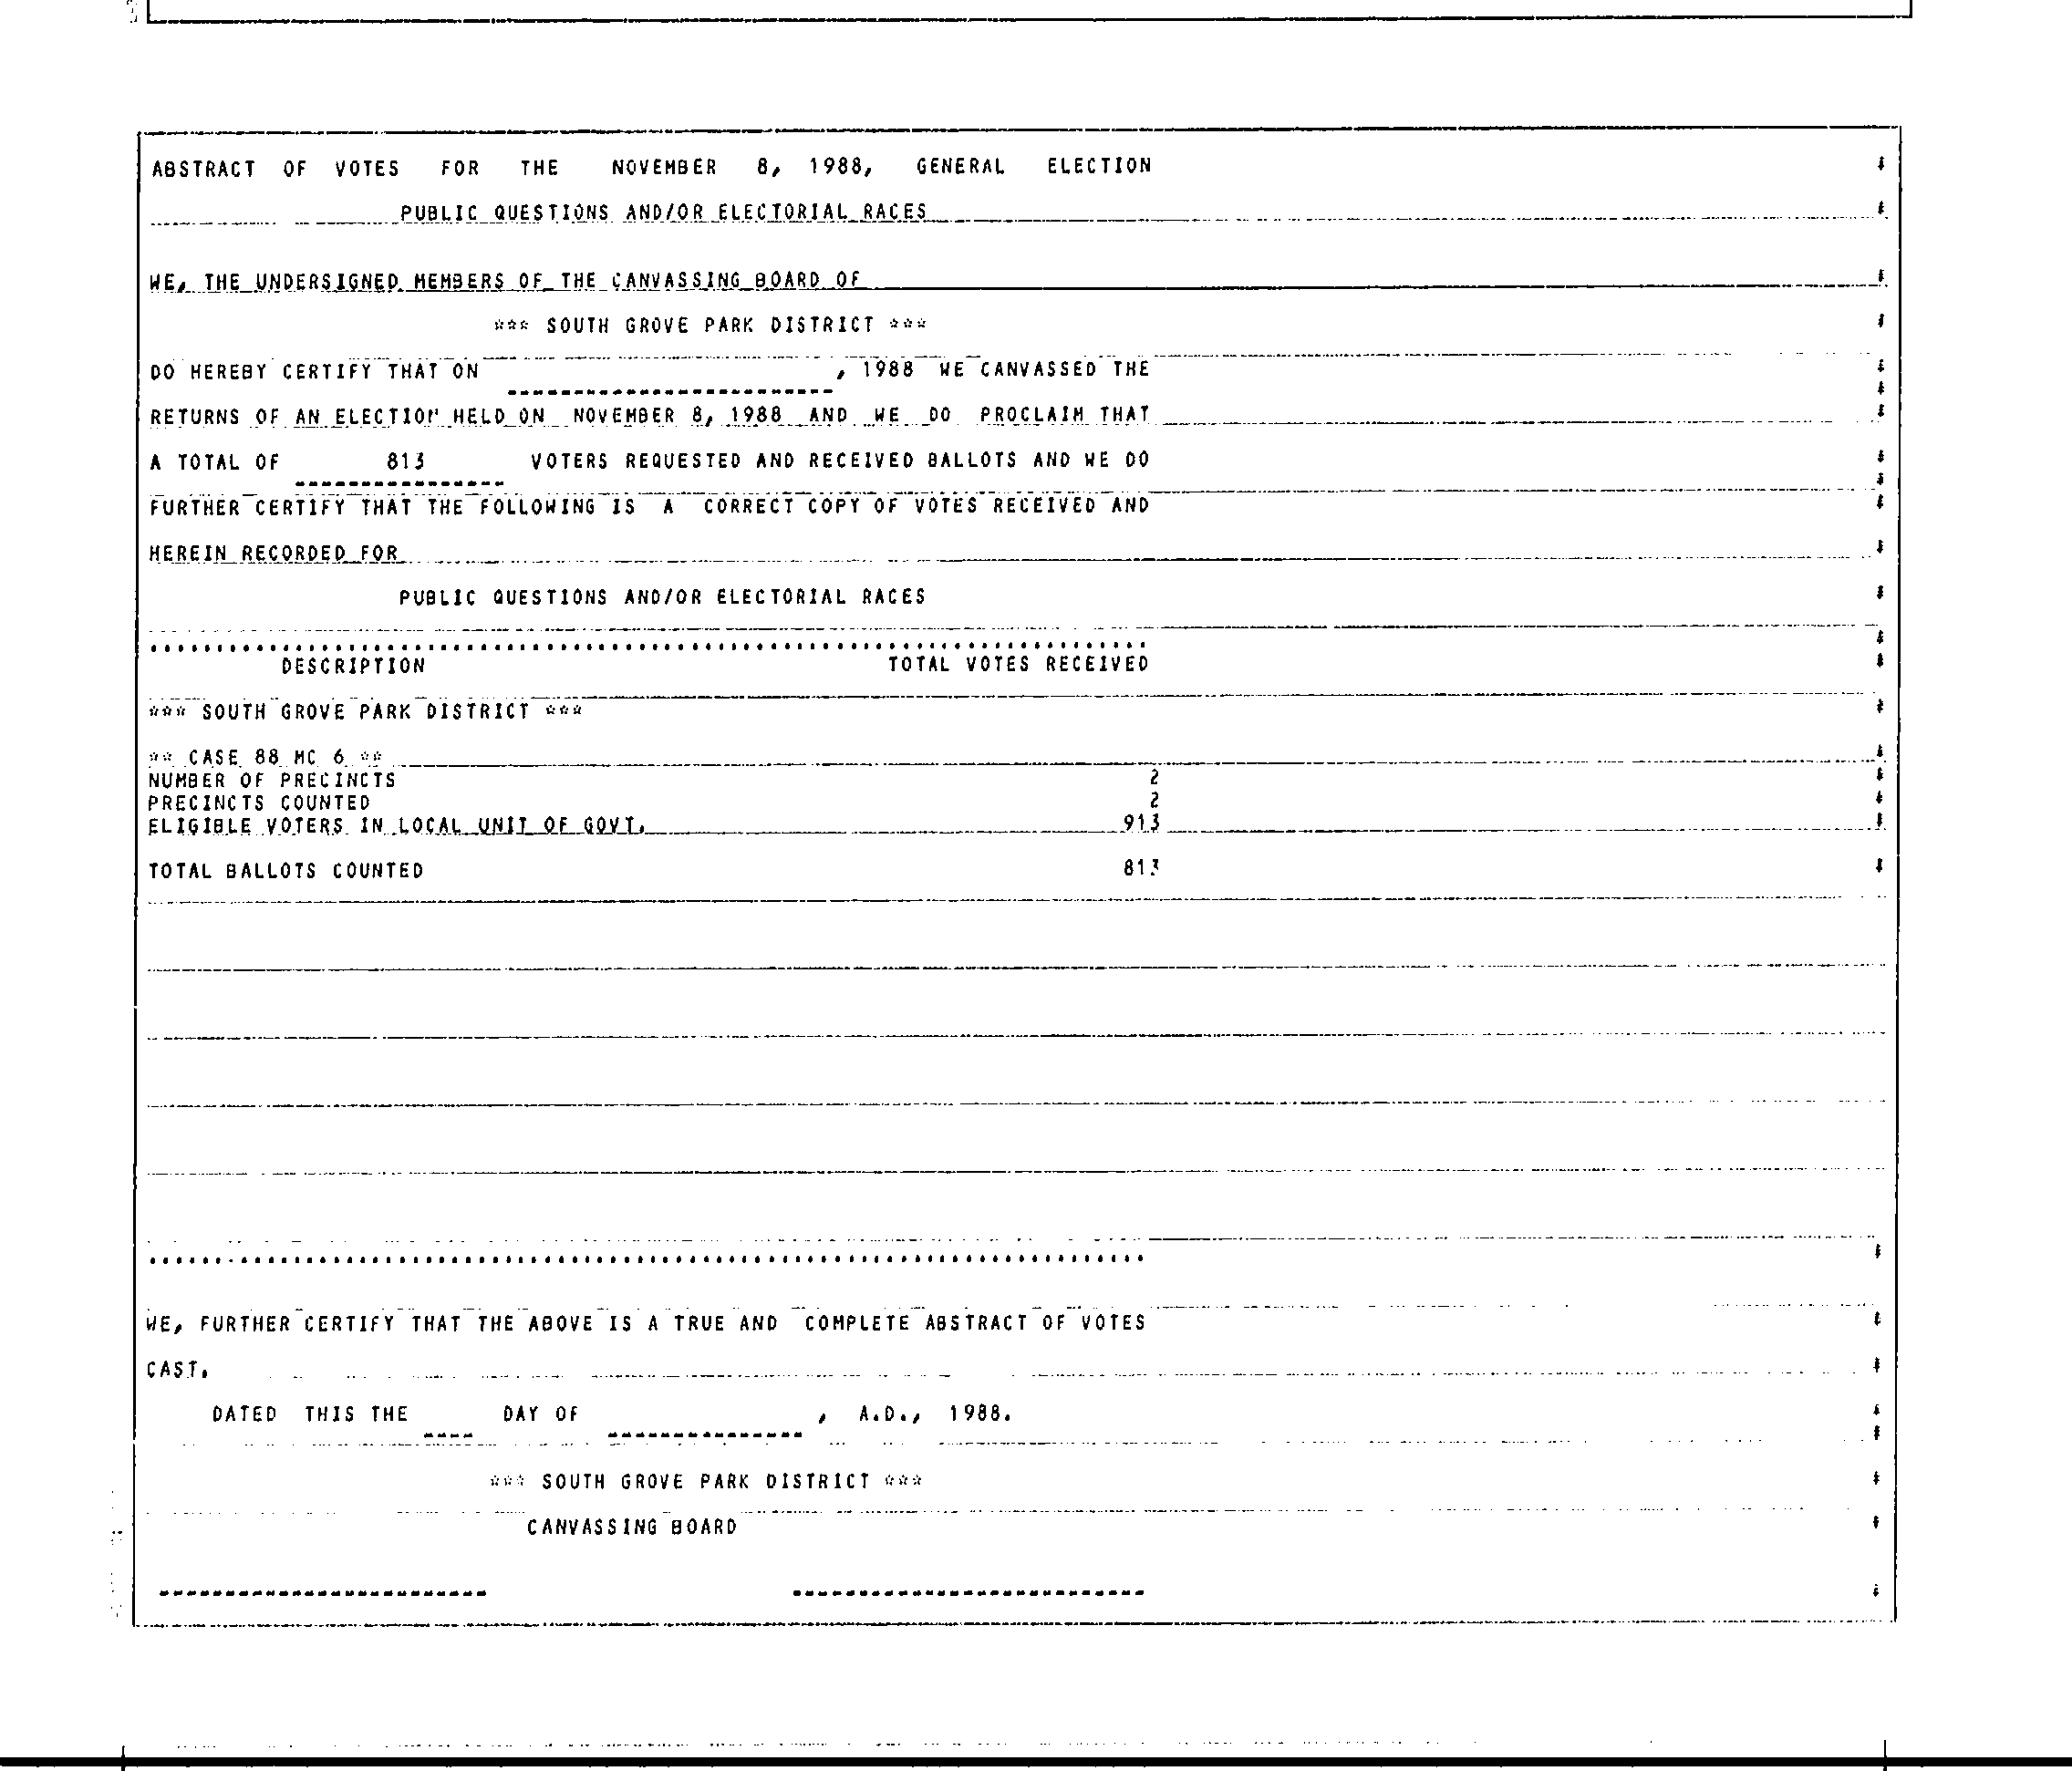 ABSTRACT OF VOTES FOR THE NOVEMBER 8, 1988, GENERAL ELECTION
PUBLIC QUESTIONS AND/OR ELECTORIAL RACES
WE, THE UNDERSIGNED MEMBERS OF THE CANVASSING BOARD OF
*** SOUTH GROVE PARK DISTRICT ***
DO HEREBY CERTIFY THAT ON , 1988 WE CANVASSED THE
RETURNS OF AN ELECTION HELD ON NOVEMBER 8, 1988 AND WE DO PROCLAIM THAT
A TOTAL OF 813 VOTERS REQUESTED AND RECEIVED BALLOTS AND WE DO
FURTHER CERTIFY THAT THE FOLLOWING IS A CORRECT COPY OF VOTES RECEIVED AND
HEREIN RECORDED FOR
PUBLIC QUESTIONS AND/OR ELECTORIAL RACES
DESCRIPTION TOTAL VOTES RECEIVED
*** SOUTH GROVE PARK DISTRICT ***
** CASE 88 MC 6 **
NUMBER OF PRECINCTS 2
PRECINCTS COUNTED 2
ELIGIBLE VOTERS IN LOCAL UNIT OF GOVT. 913
TOTAL BALLOTS COUNTED 813
WE, FURTHER CERTIFY THAT THE ABOVE IS A TRUE AND COMPLETE ABSTRACT OF VOTES
CAST.
DATED THIS THE ---- DAY OF --------------- , A.D., 1988.
*** SOUTH GROVE PARK DISTRICT ***
CANVASSING BOARD